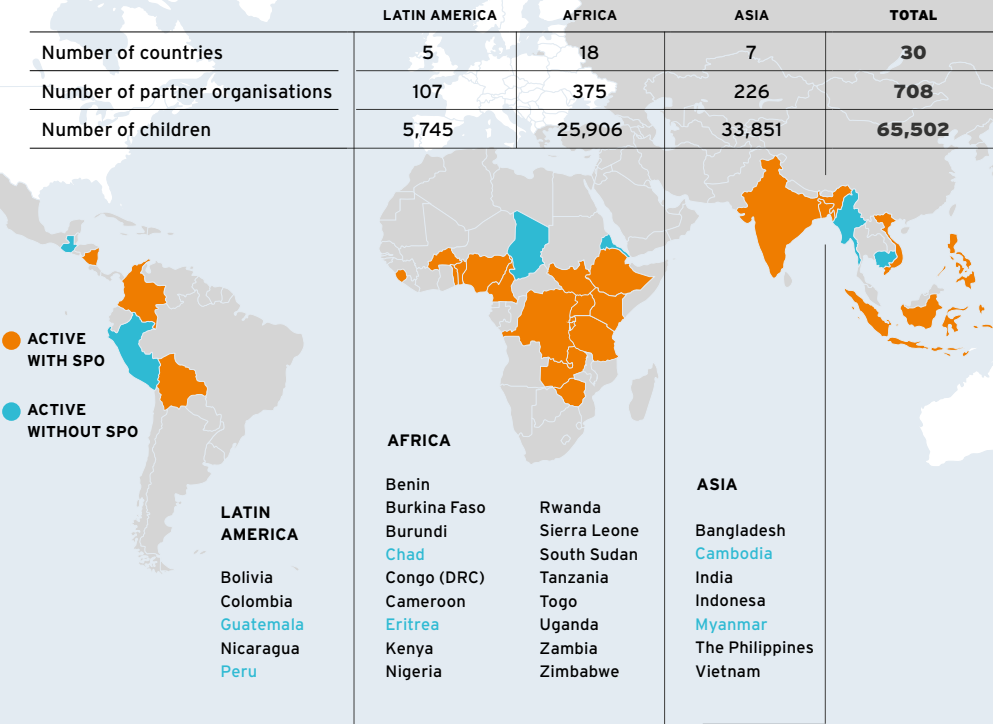 LATIN AMERICA AFRICA ASIA TOTAL
Number of countries 5 18 7 30
Number of partner organisations 107 375 226 708
Number of children 5,745 25,906 33,851 65,502
ACTIVE
WITH SPO
ACTIVE
WITHOUT SPO
LATIN
AMERICA
Bolivia
Colombia
Guatemala
Nicaragua
Peru
AFRICA
Benin
Burkina Faso
Burundi
Chad
Congo (DRC)
Cameroon
Eritrea
Kenya
Nigeria
Rwanda
Sierra Leone
South Sudan
Tanzania
Togo
Uganda
Zambia
Zimbabwe
ASIA
Bangladesh
Cambodia
India
Indonesa
Myanmar
The Philippines
Vietnam